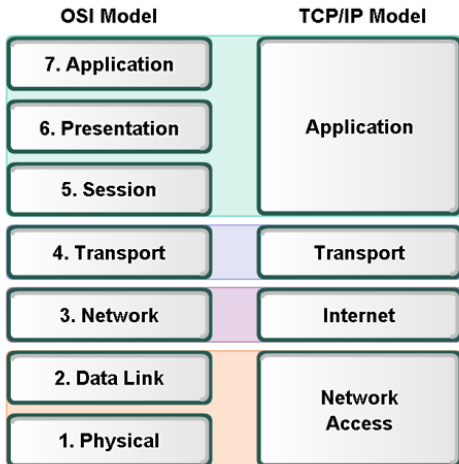 OSI Model
TCP/IP Model
7. Application
6. Presentation
5. Session
Application
4. Transport
Transport
3. Network
Internet
2. Data Link
1. Physical
Network
Access